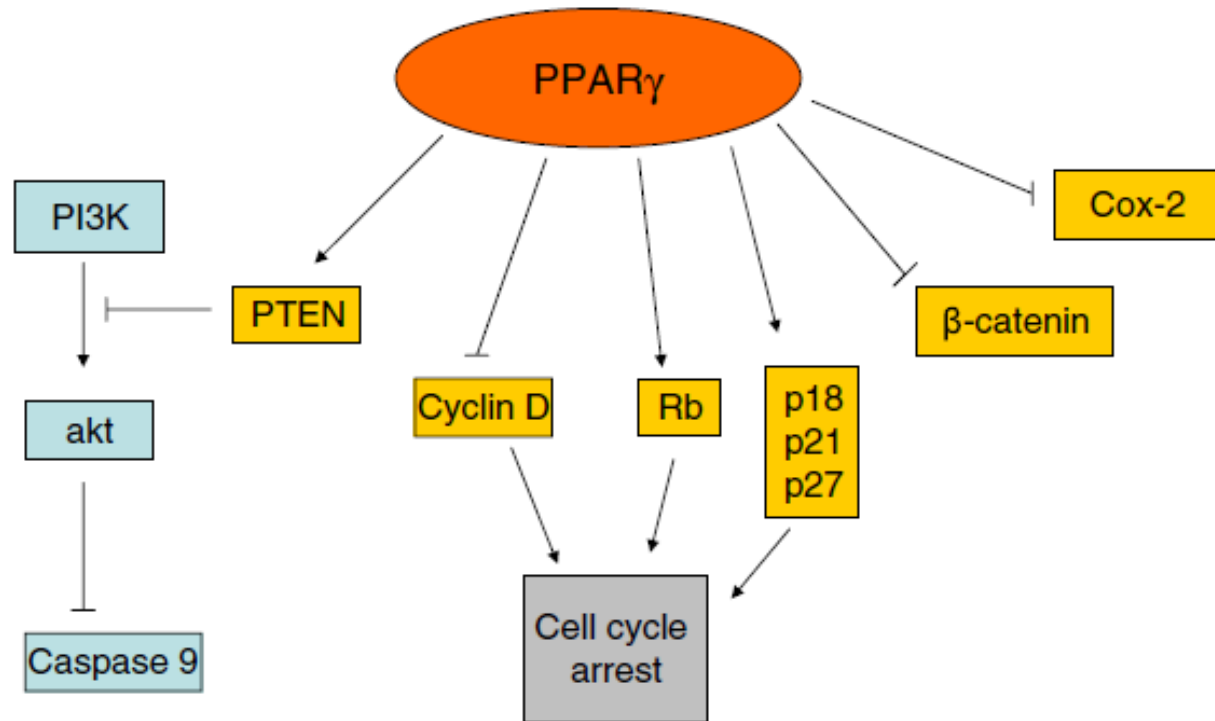 PPARγ
PI3K
Cox-2
PTEN
β-catenin
Cyclin D
Rb
p18
p21
p27
akt
Cell cycle
arrest
Caspase 9